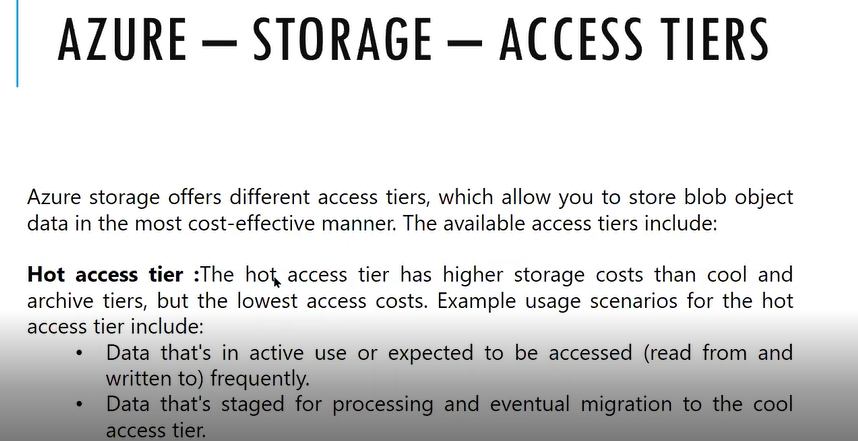 AZURE — STORAGE — ACCESS TIERS
Azure storage offers different access tiers, which allow you to store blob object
data in the most cost-effective manner. The available access tiers include:
Hot access tier :The hot access tier has higher storage costs than cool and
archive tiers, but the lowest access costs. Example usage scenarios for the hot
access tier include:
• Data that's in active use or expected to be accessed (read from and
written to) frequently.
• Data that's staged for processing and eventual migration to the cool
access tier.